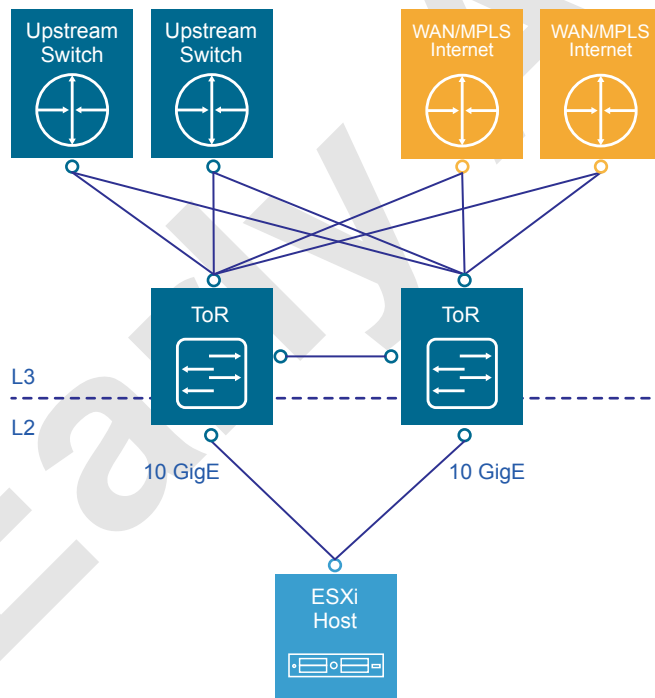 Upstream
Switch
Upstream
Switch
WAN/MPLS
Internet
WAN/MPLS
Internet
ToR
ToR
L3
L2
10 GigE
10 GigE
ESXi
Host
Early